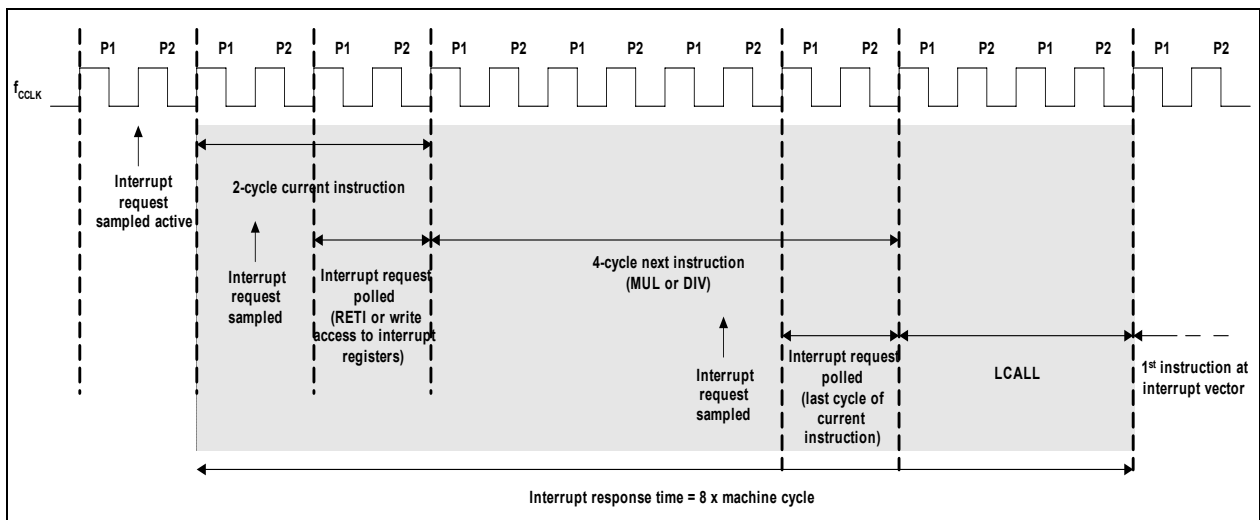 P1 P2 P1 P2 P1 P2 P1 P2 P1 P2 P1 P2 P1 P2 P1 P2 P1 P2 P1 P2
fCCLK
Interrupt
request
sampled active
2-cycle current instruction
Interrupt
request
sampled
Interrupt request
polled
(RETI or write
access to interrupt
registers)
4-cycle next instruction
(MUL or DIV)
Interrupt
request
sampled
Interrupt request
polled
(last cycle of
current
instruction)
LCALL
1st instruction at
interrupt vector
Interrupt response time = 8 x machine cycle